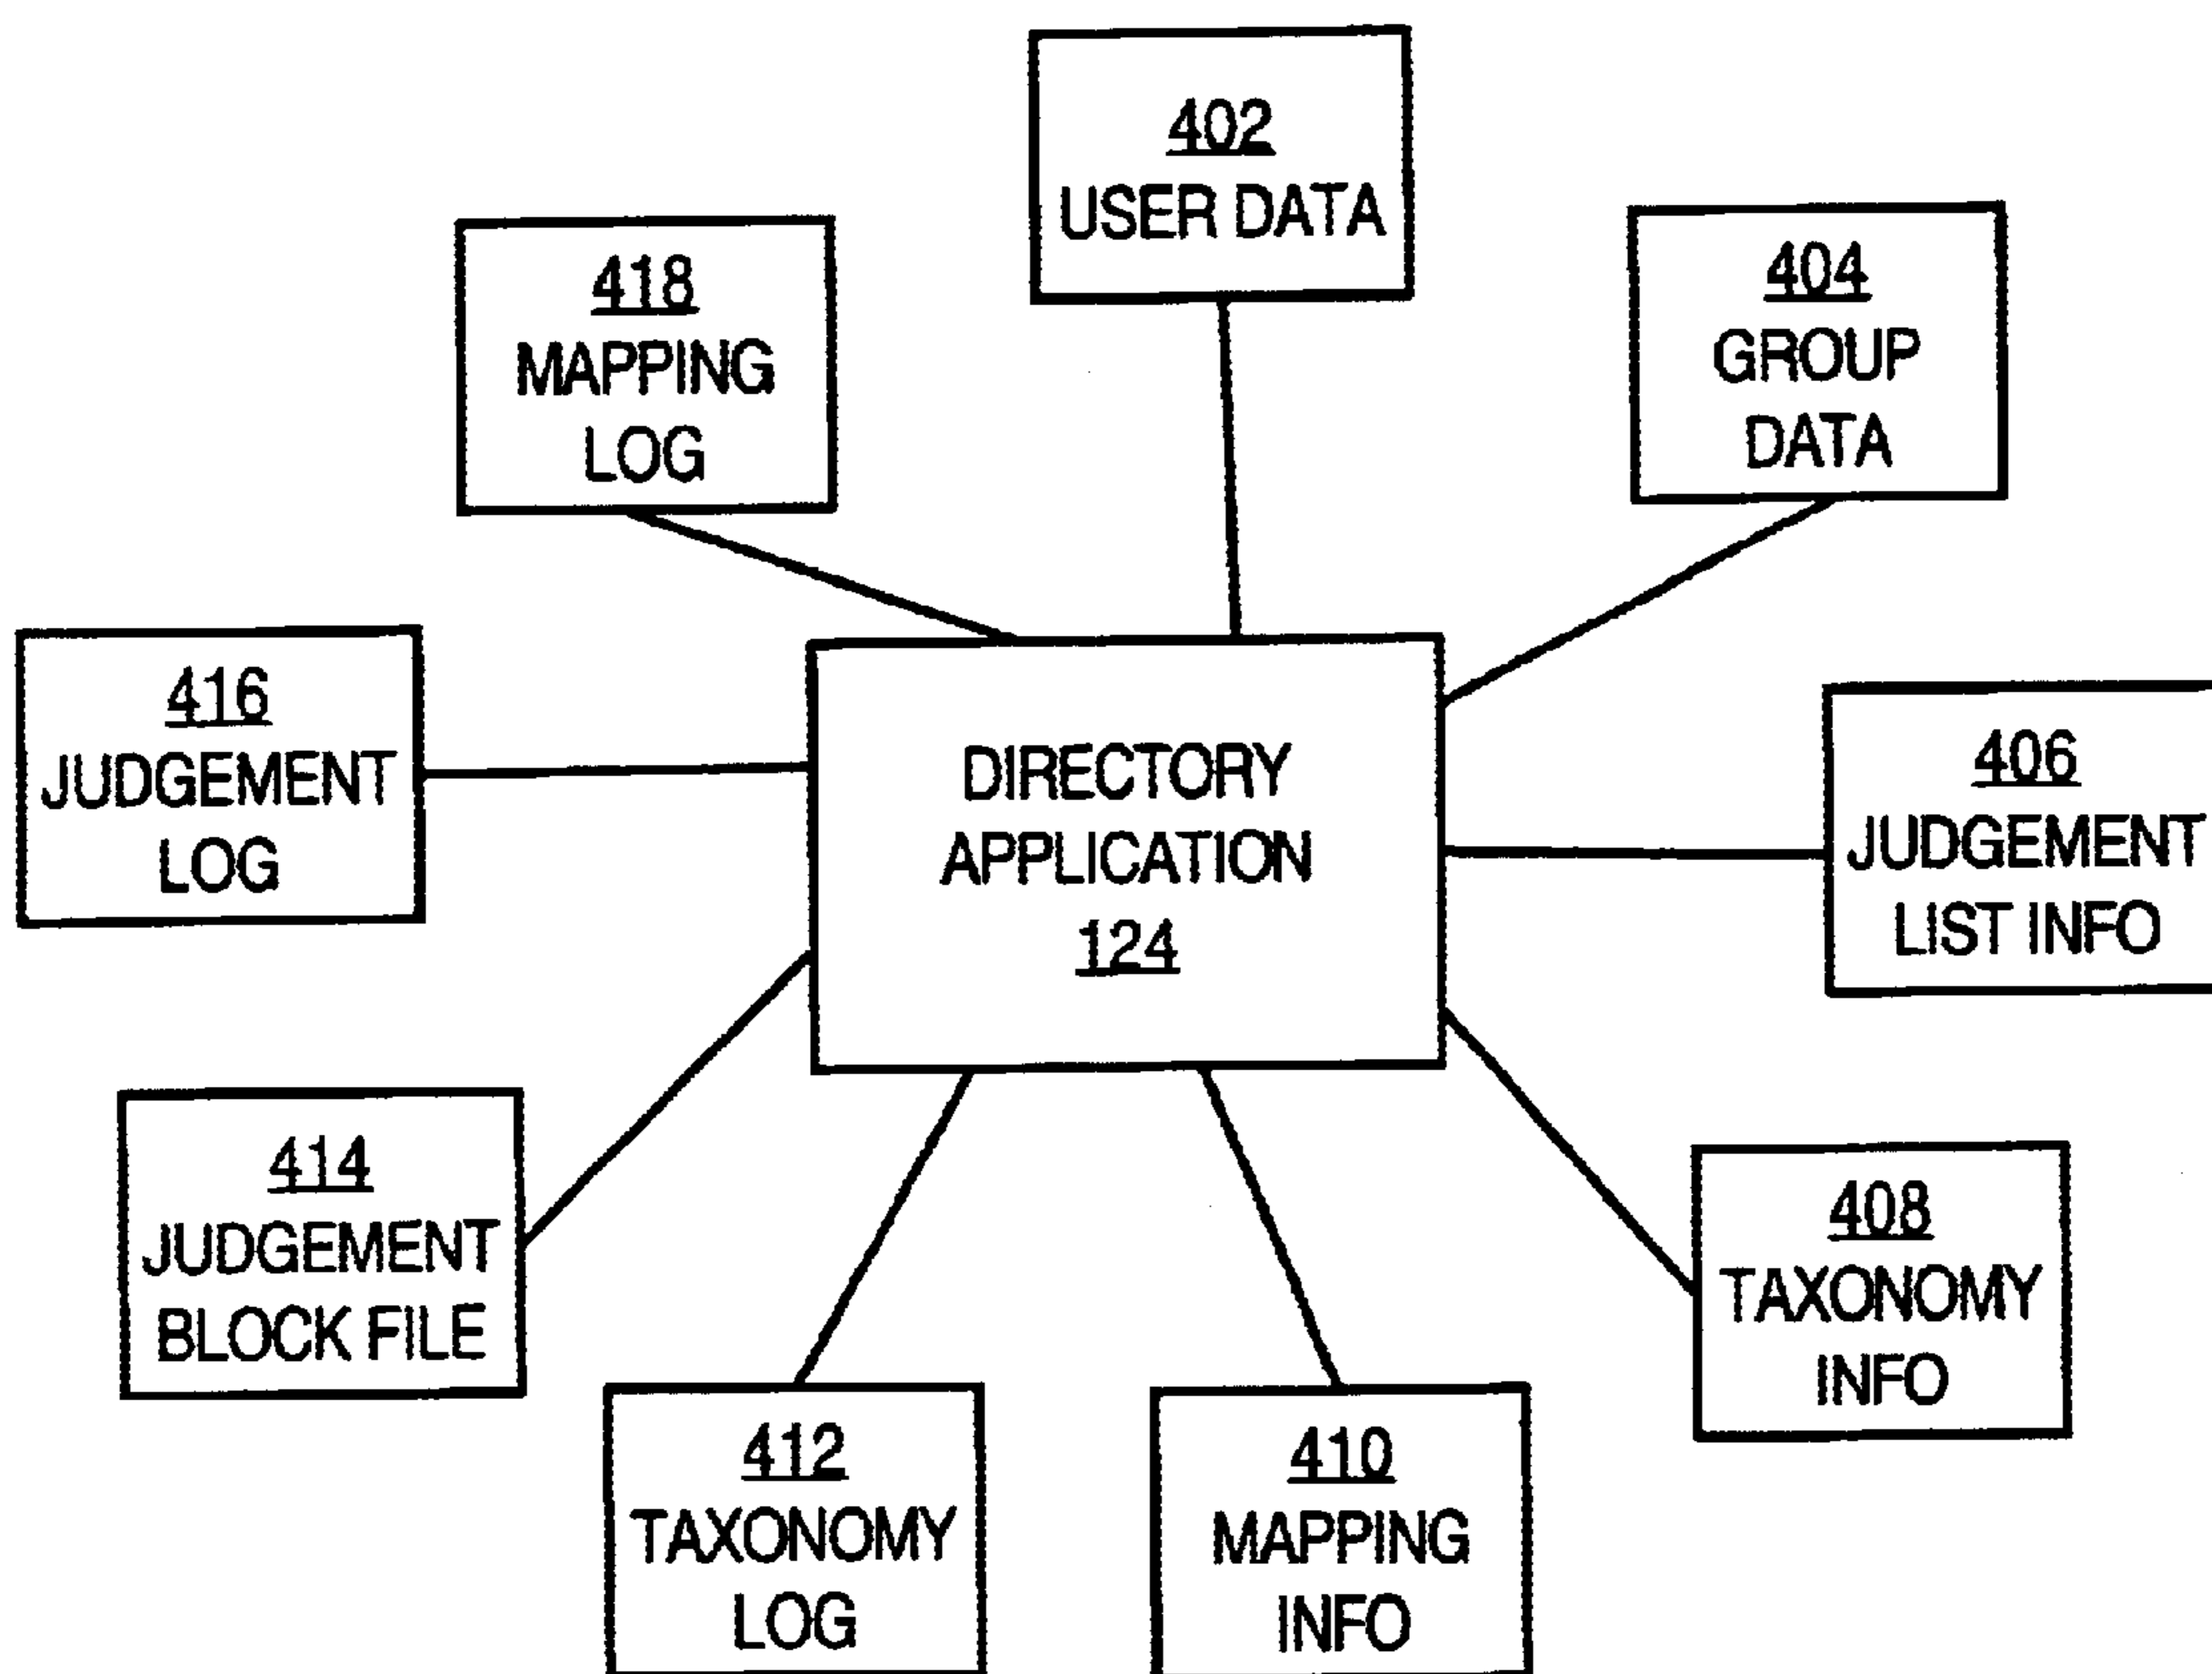 402
USER DATA
418
MAPPING
LOG
404
GROUP
DATA
416
JUDGEMENT
LOG
DIRECTORY
APPLICATION
124
406
JUDGEMENT
LIST INFO
414
JUDGEMENT
BLOCK FILE
408
TAXONOMY
INFO
412
TAXONOMY
LOG
410
MAPPING
INFO